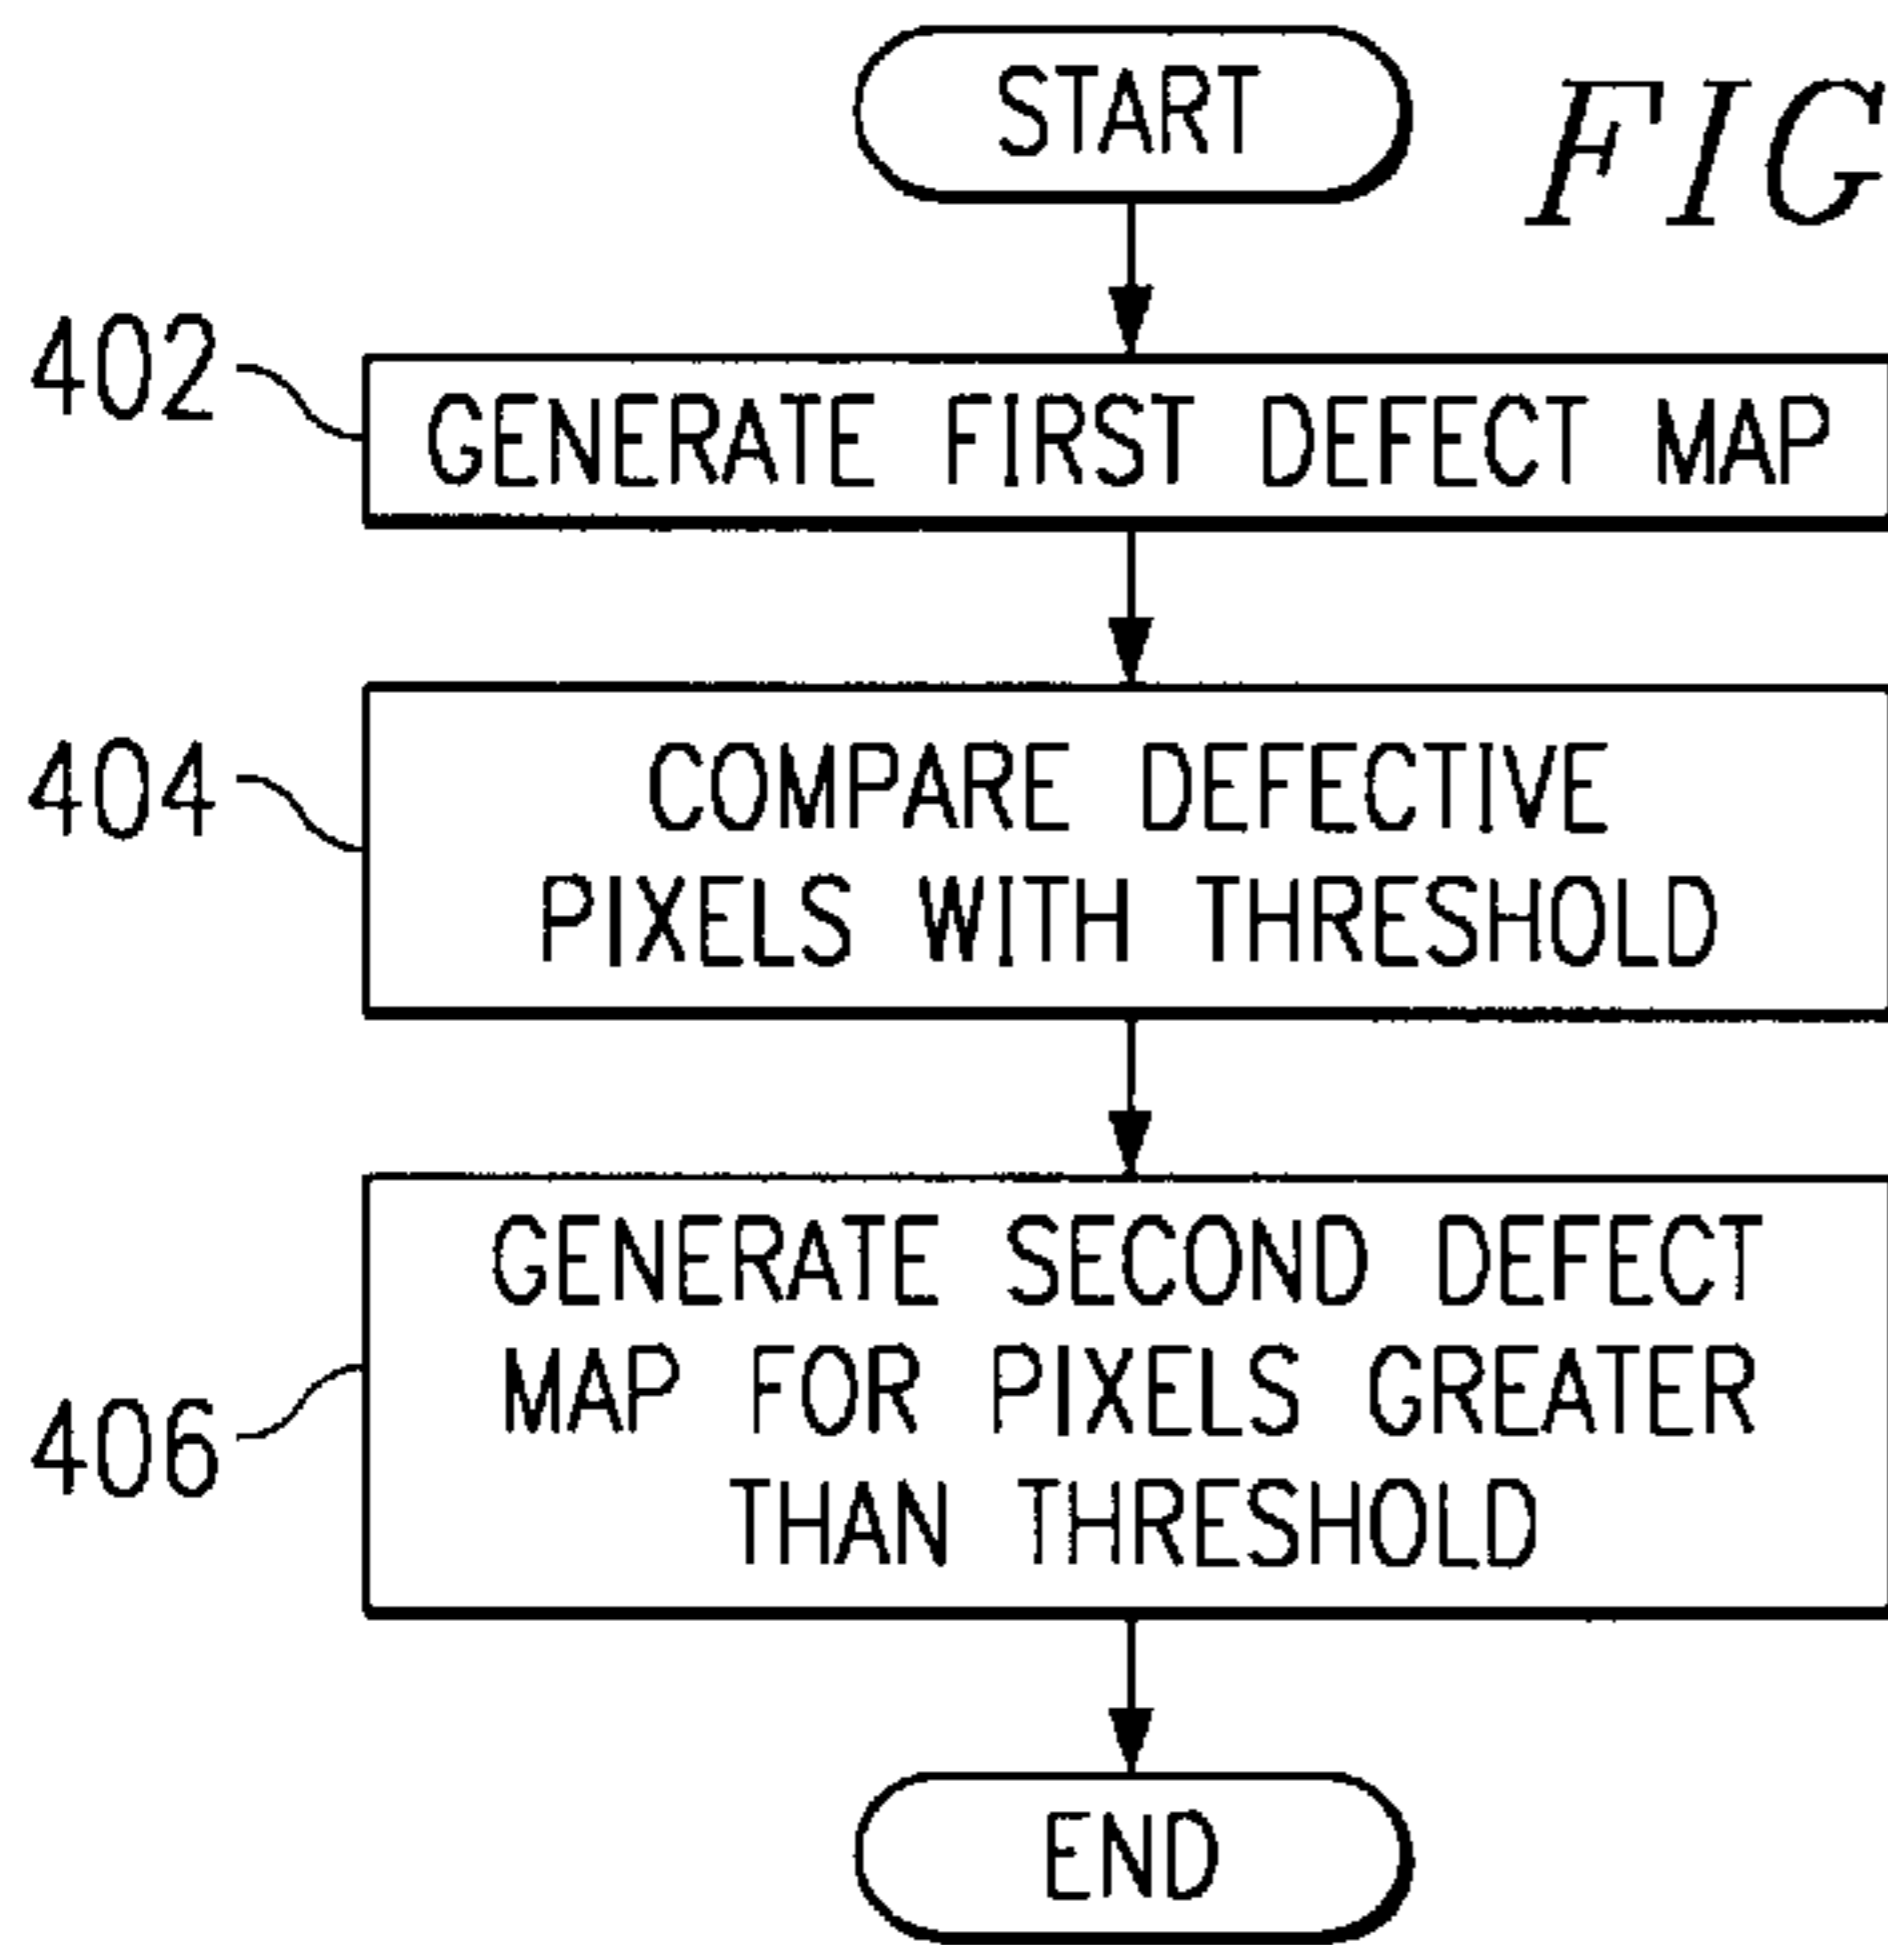 START
FIG
402
GENERATE FIRST DEFECT MAP
404
COMPARE DEFECTIVE
PIXELS WITH THRESHOLD
GENERATE SECOND DEFECT
MAP FOR PIXELS GREATER
406
THAN THRESHOLD
END